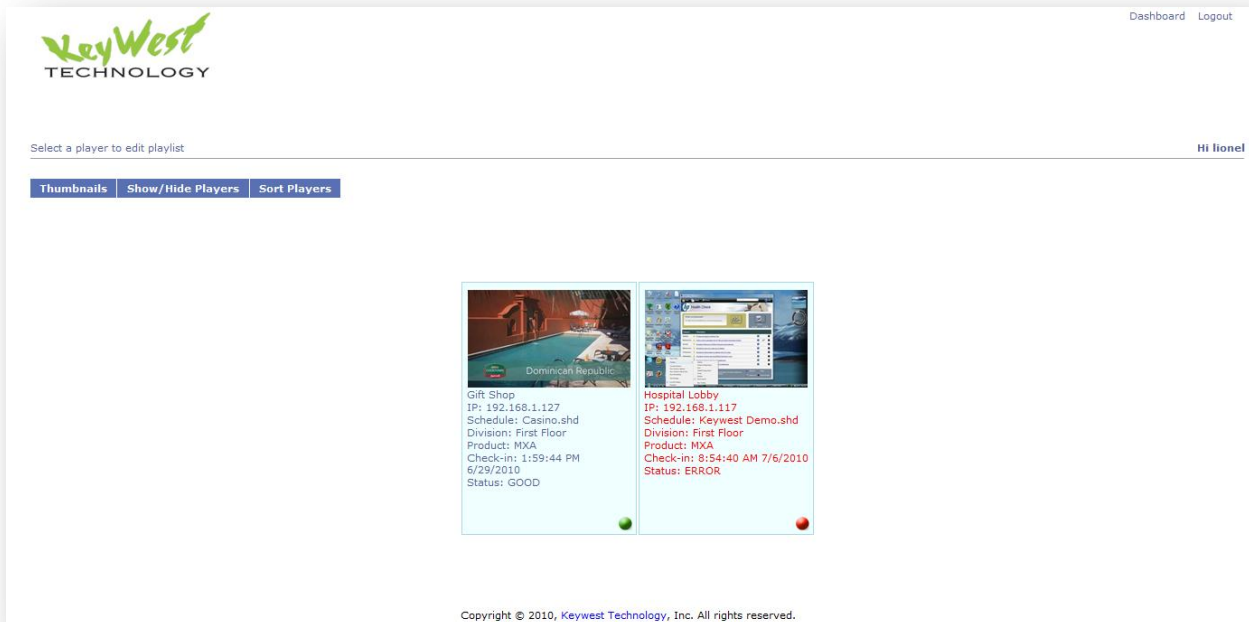 Dashboard Logout
KeyWest
TECHNOLOGY
Select a player to edit playlist
Hi lionel
Thumbnails Show/Hide Players Sort Players
Dominican Republic
Gift Shop
IP: 192.168.1.127
Schedule: Casino.shd
Division: First Floor
Product: MXA
Check-in: 1:59:44 PM
6/29/2010
Status: GOOD
Hospital Lobby
IP: 192.168.1.117
Schedule: Keywest Demo.shd
Division: First Floor
Product: MXA
Check-in: 8:54:40 AM 7/6/2010
Status: ERROR
Copyright © 2010, Keywest Technology, Inc. All rights reserved.